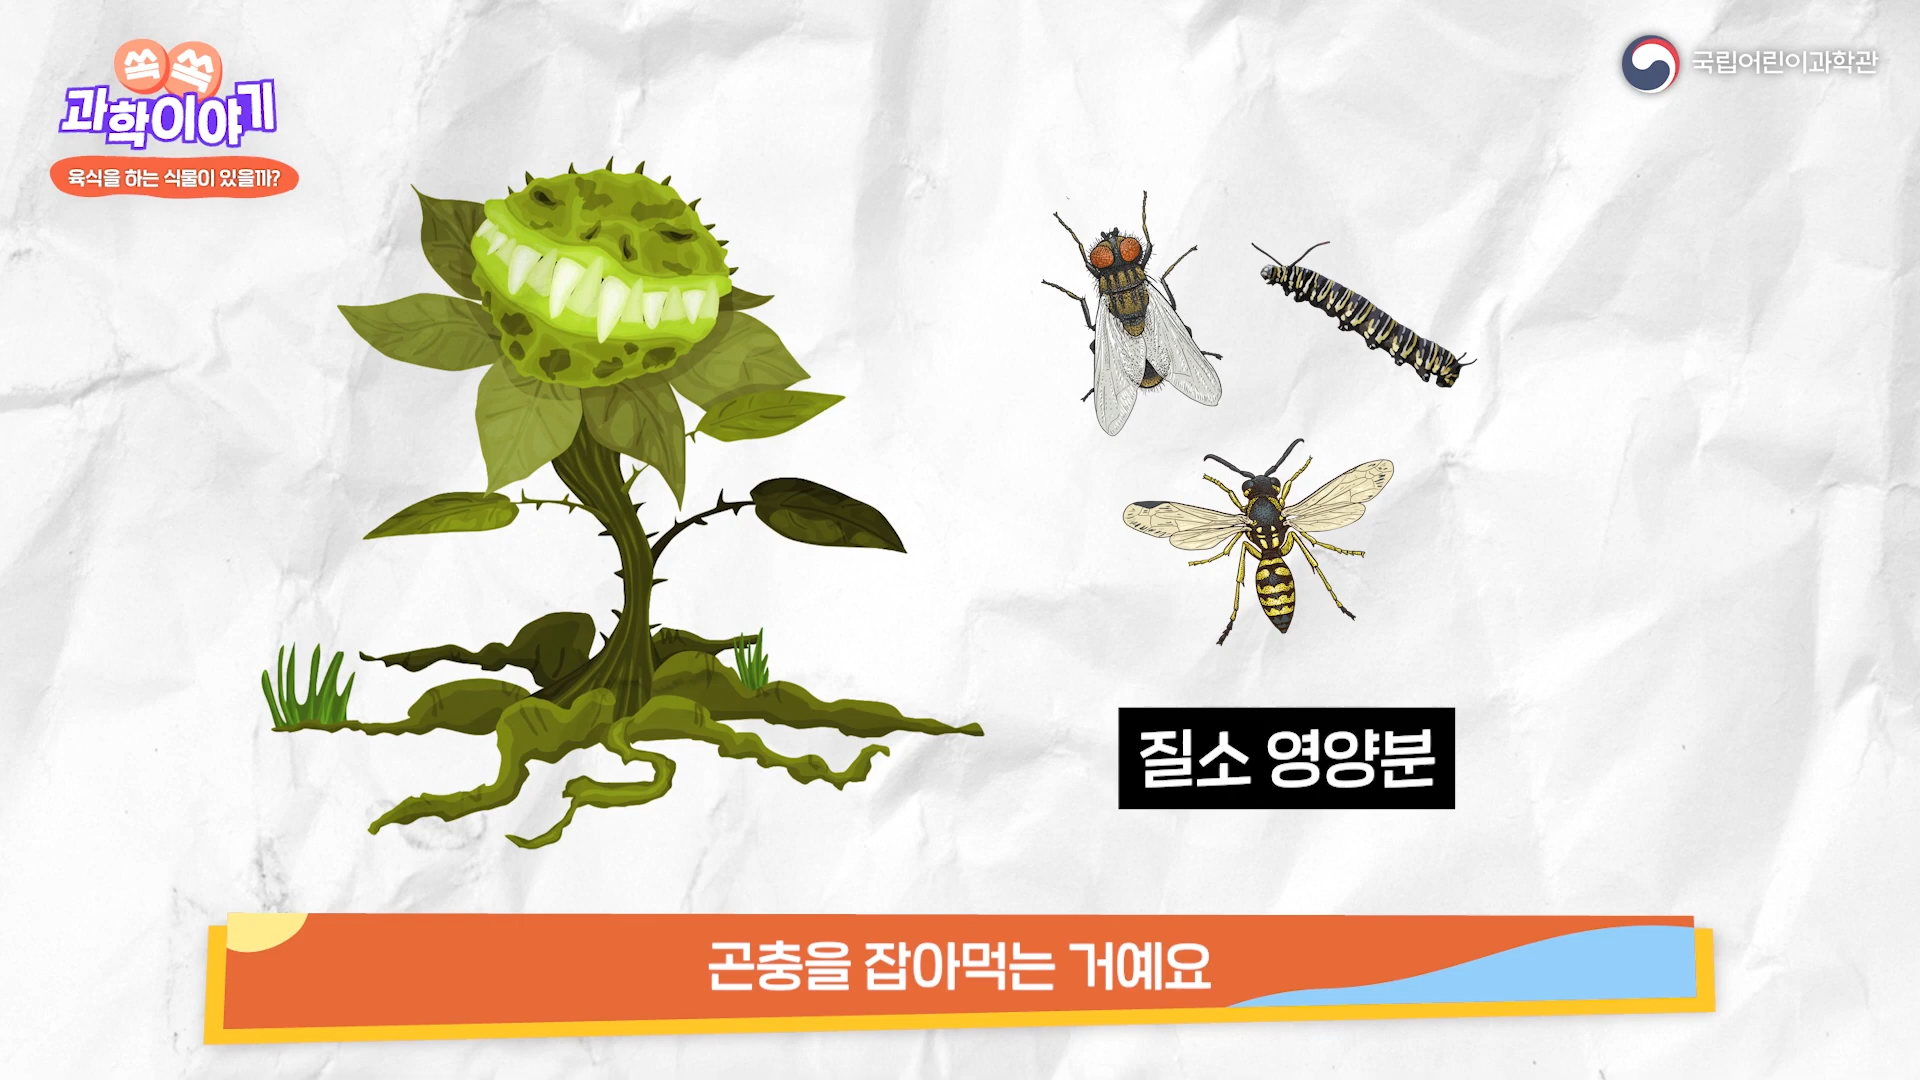 쏙쏙
과학이야기
육식을 하는 식물이 있을까?
국립어린이과학관
질소 영양분
곤충을 잡아먹는 거예요